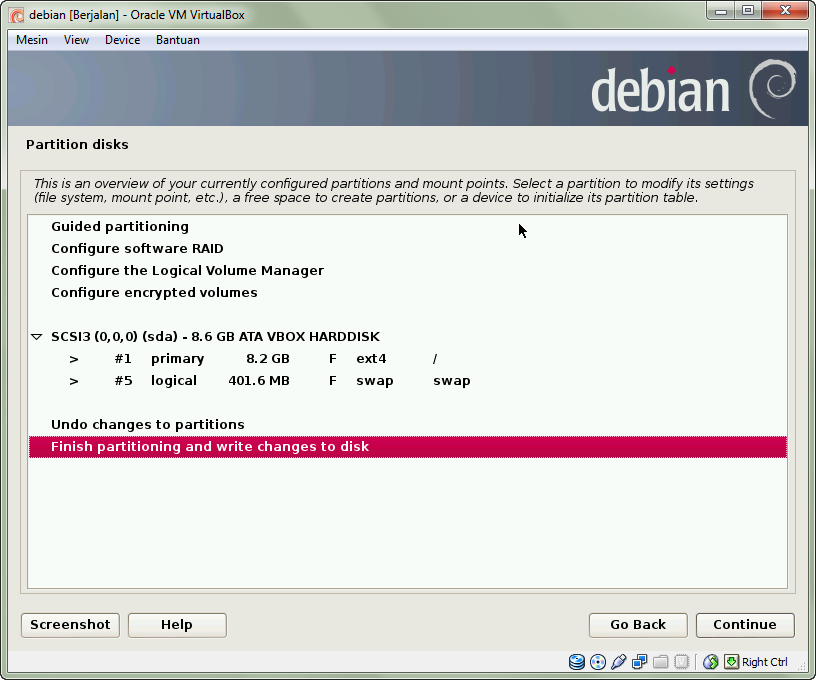 debian [Berjalan] - Oracle VM VirtualBox
Mesin View Device Bantuan
debian
Partition disks
This is an overview of your currently configured partitions and mount points. Select a partition to modify its settings
(file system, mount point, etc.), a free space to create partitions, or a device to initialize its partition table.
Guided partitioning
Configure software RAID
Configure the Logical Volume Manager
Configure encrypted volumes
SCSI3 (0,0,0) (sda) - 8.6 GB ATA VBOX HARDDISK
> #1 primary 8.2 GB F ext4 /
> #5 logical 401.6 MB F swap swap
Undo changes to partitions
Finish partitioning and write changes to disk
Screenshot Help Go Back Continue
Right Ctrl